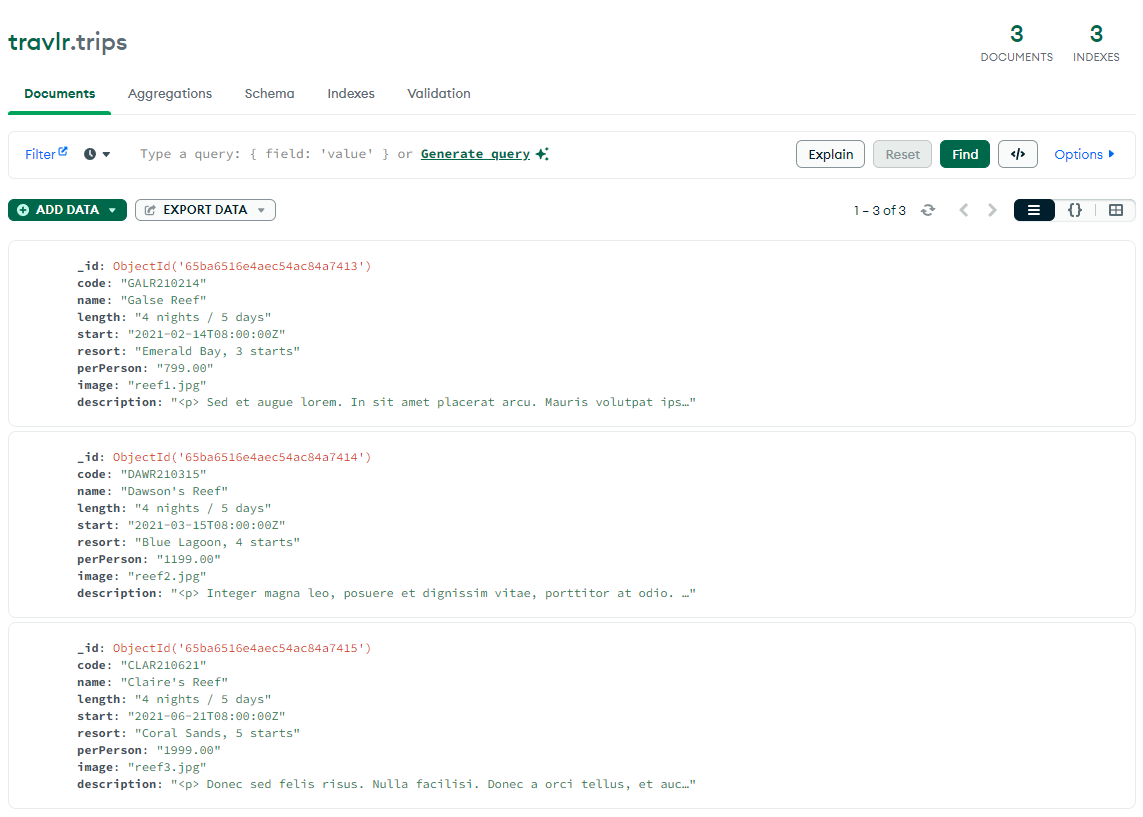 travlr.trips
3
DOCUMENTS
3
INDEXES
Documents Aggregations Schema Indexes Validation
Filter Type a query: { field: 'value' } or Generate query Explain Reset Find </> Options
ADD DATA EXPORT DATA 1 – 3 of 3 {}
_id: ObjectId('65ba6516e4aec54ac84a7413')
code: "GALR210214"
name: "Galse Reef"
length: "4 nights / 5 days"
start: "2021-02-14T08:00:00Z"
resort: "Emerald Bay, 3 starts"
perPerson: "799.00"
image: "reef1.jpg"
description: "<p> Sed et augue lorem. In sit amet placerat arcu. Mauris volutpat ips…"
_id: ObjectId('65ba6516e4aec54ac84a7414')
code: "DAWR210315"
name: "Dawson's Reef"
length: "4 nights / 5 days"
start: "2021-03-15T08:00:00Z"
resort: "Blue Lagoon, 4 starts"
perPerson: "1199.00"
image: "reef2.jpg"
description: "<p> Integer magna leo, posuere et dignissim vitae, porttitor at odio. …"
_id: ObjectId('65ba6516e4aec54ac84a7415')
code: "CLAR210621"
name: "Claire's Reef"
length: "4 nights / 5 days"
start: "2021-06-21T08:00:00Z"
resort: "Coral Sands, 5 starts"
perPerson: "1999.00"
image: "reef3.jpg"
description: "<p> Donec sed felis risus. Nulla facilisi. Donec a orci tellus, et auc…"